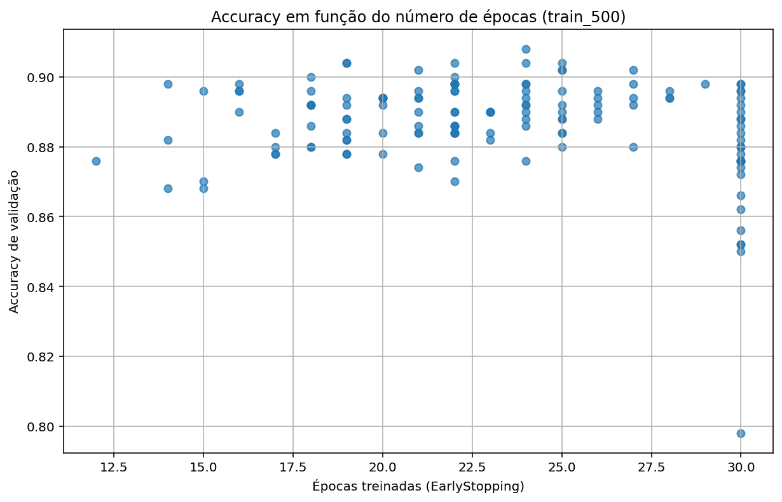 Accuracy em função do número de épocas (train_500)
Accuracy de validação
0.90
0.88
0.86
0.84
0.82
0.80
12.5 15.0 17.5 20.0 22.5 25.0 27.5 30.0
Épocas treinadas (EarlyStopping)